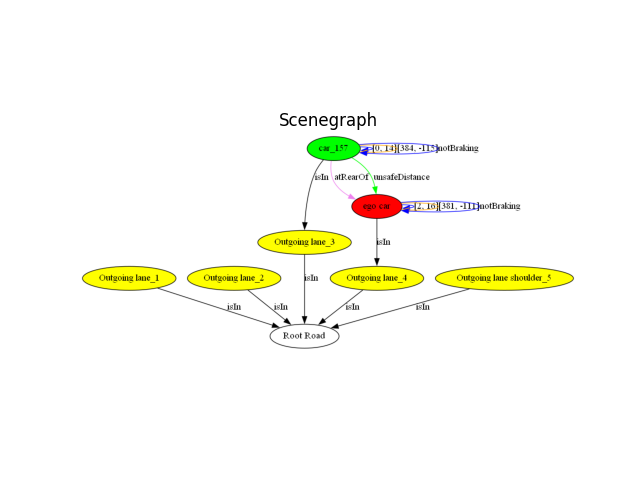 Scenegraph
car_157
[0, 14]
[384, -115]
notBraking
isIn
atRearOf
unsafeDistance
ego car
[2, 16]
[381, -111]
notBraking
Outgoing lane_3
isIn
Outgoing lane_1
Outgoing lane_2
Outgoing lane_4
Outgoing lane shoulder_5
isIn
isIn
isIn
isIn
isIn
Root Road